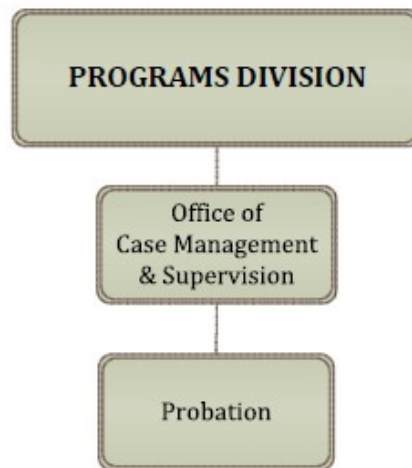 PROGRAMS DIVISION
Office of
Case Management
& Supervision
Probation